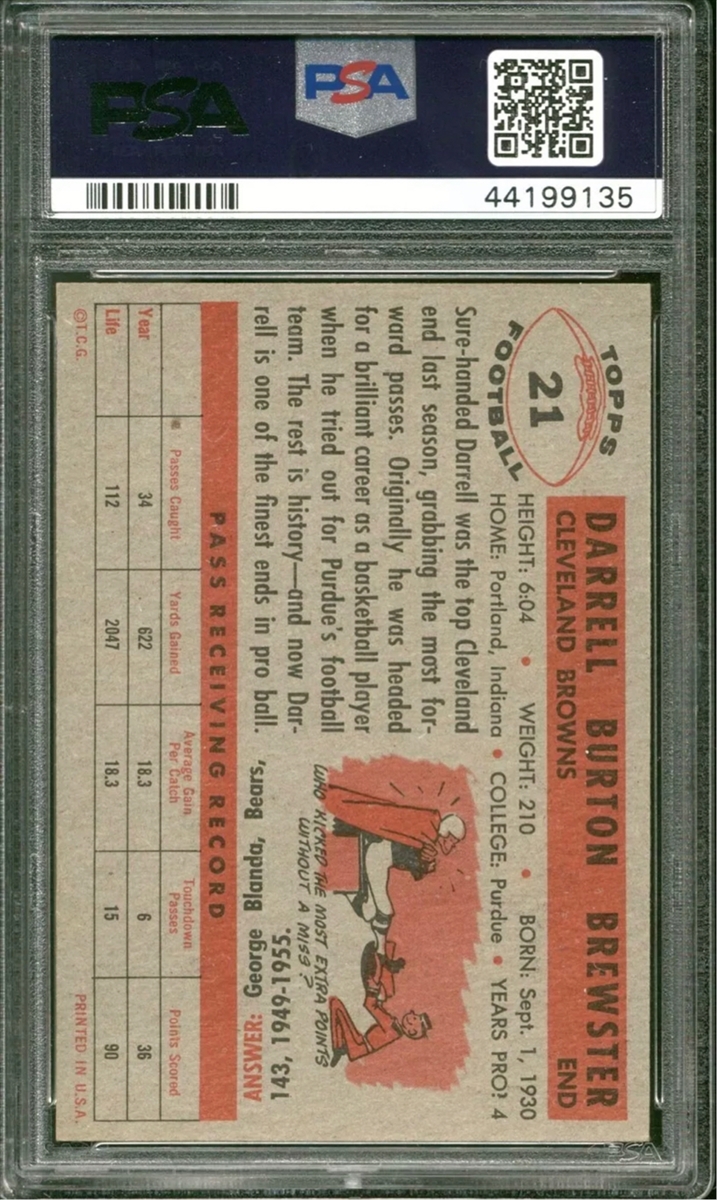 PSA
PSA
44199135
TOPPS
21
FOOTBALL
DARRELL BURTON BREWSTER
CLEVELAND BROWNS END
HEIGHT: 6:04 • WEIGHT: 210 • BORN: Sept. 1, 1930
HOME: Portland, Indiana • COLLEGE: Purdue • YEARS PRO? 4
Sure-handed Darrell was the top Cleveland
end last season, grabbing the most for-
ward passes. Originally he was headed
for a brilliant career as a basketball player
when he tried out for Purdue's football
team. The rest is history—and now Dar-
rell is one of the finest ends in pro ball.
WHO KICKED THE MOST EXTRA POINTS
WITHOUT A MISS?
ANSWER: George Blanda, Bears,
143, 1949-1955.
PASS RECEIVING RECORD
Passes Caught Yards Gained Average Gain Per Catch Touchdown Passes Points Scored
Year 34 622 18.3 6 36
Life 112 2047 18.3 15 90
©T.C.G. PRINTED IN U.S.A.
PSA